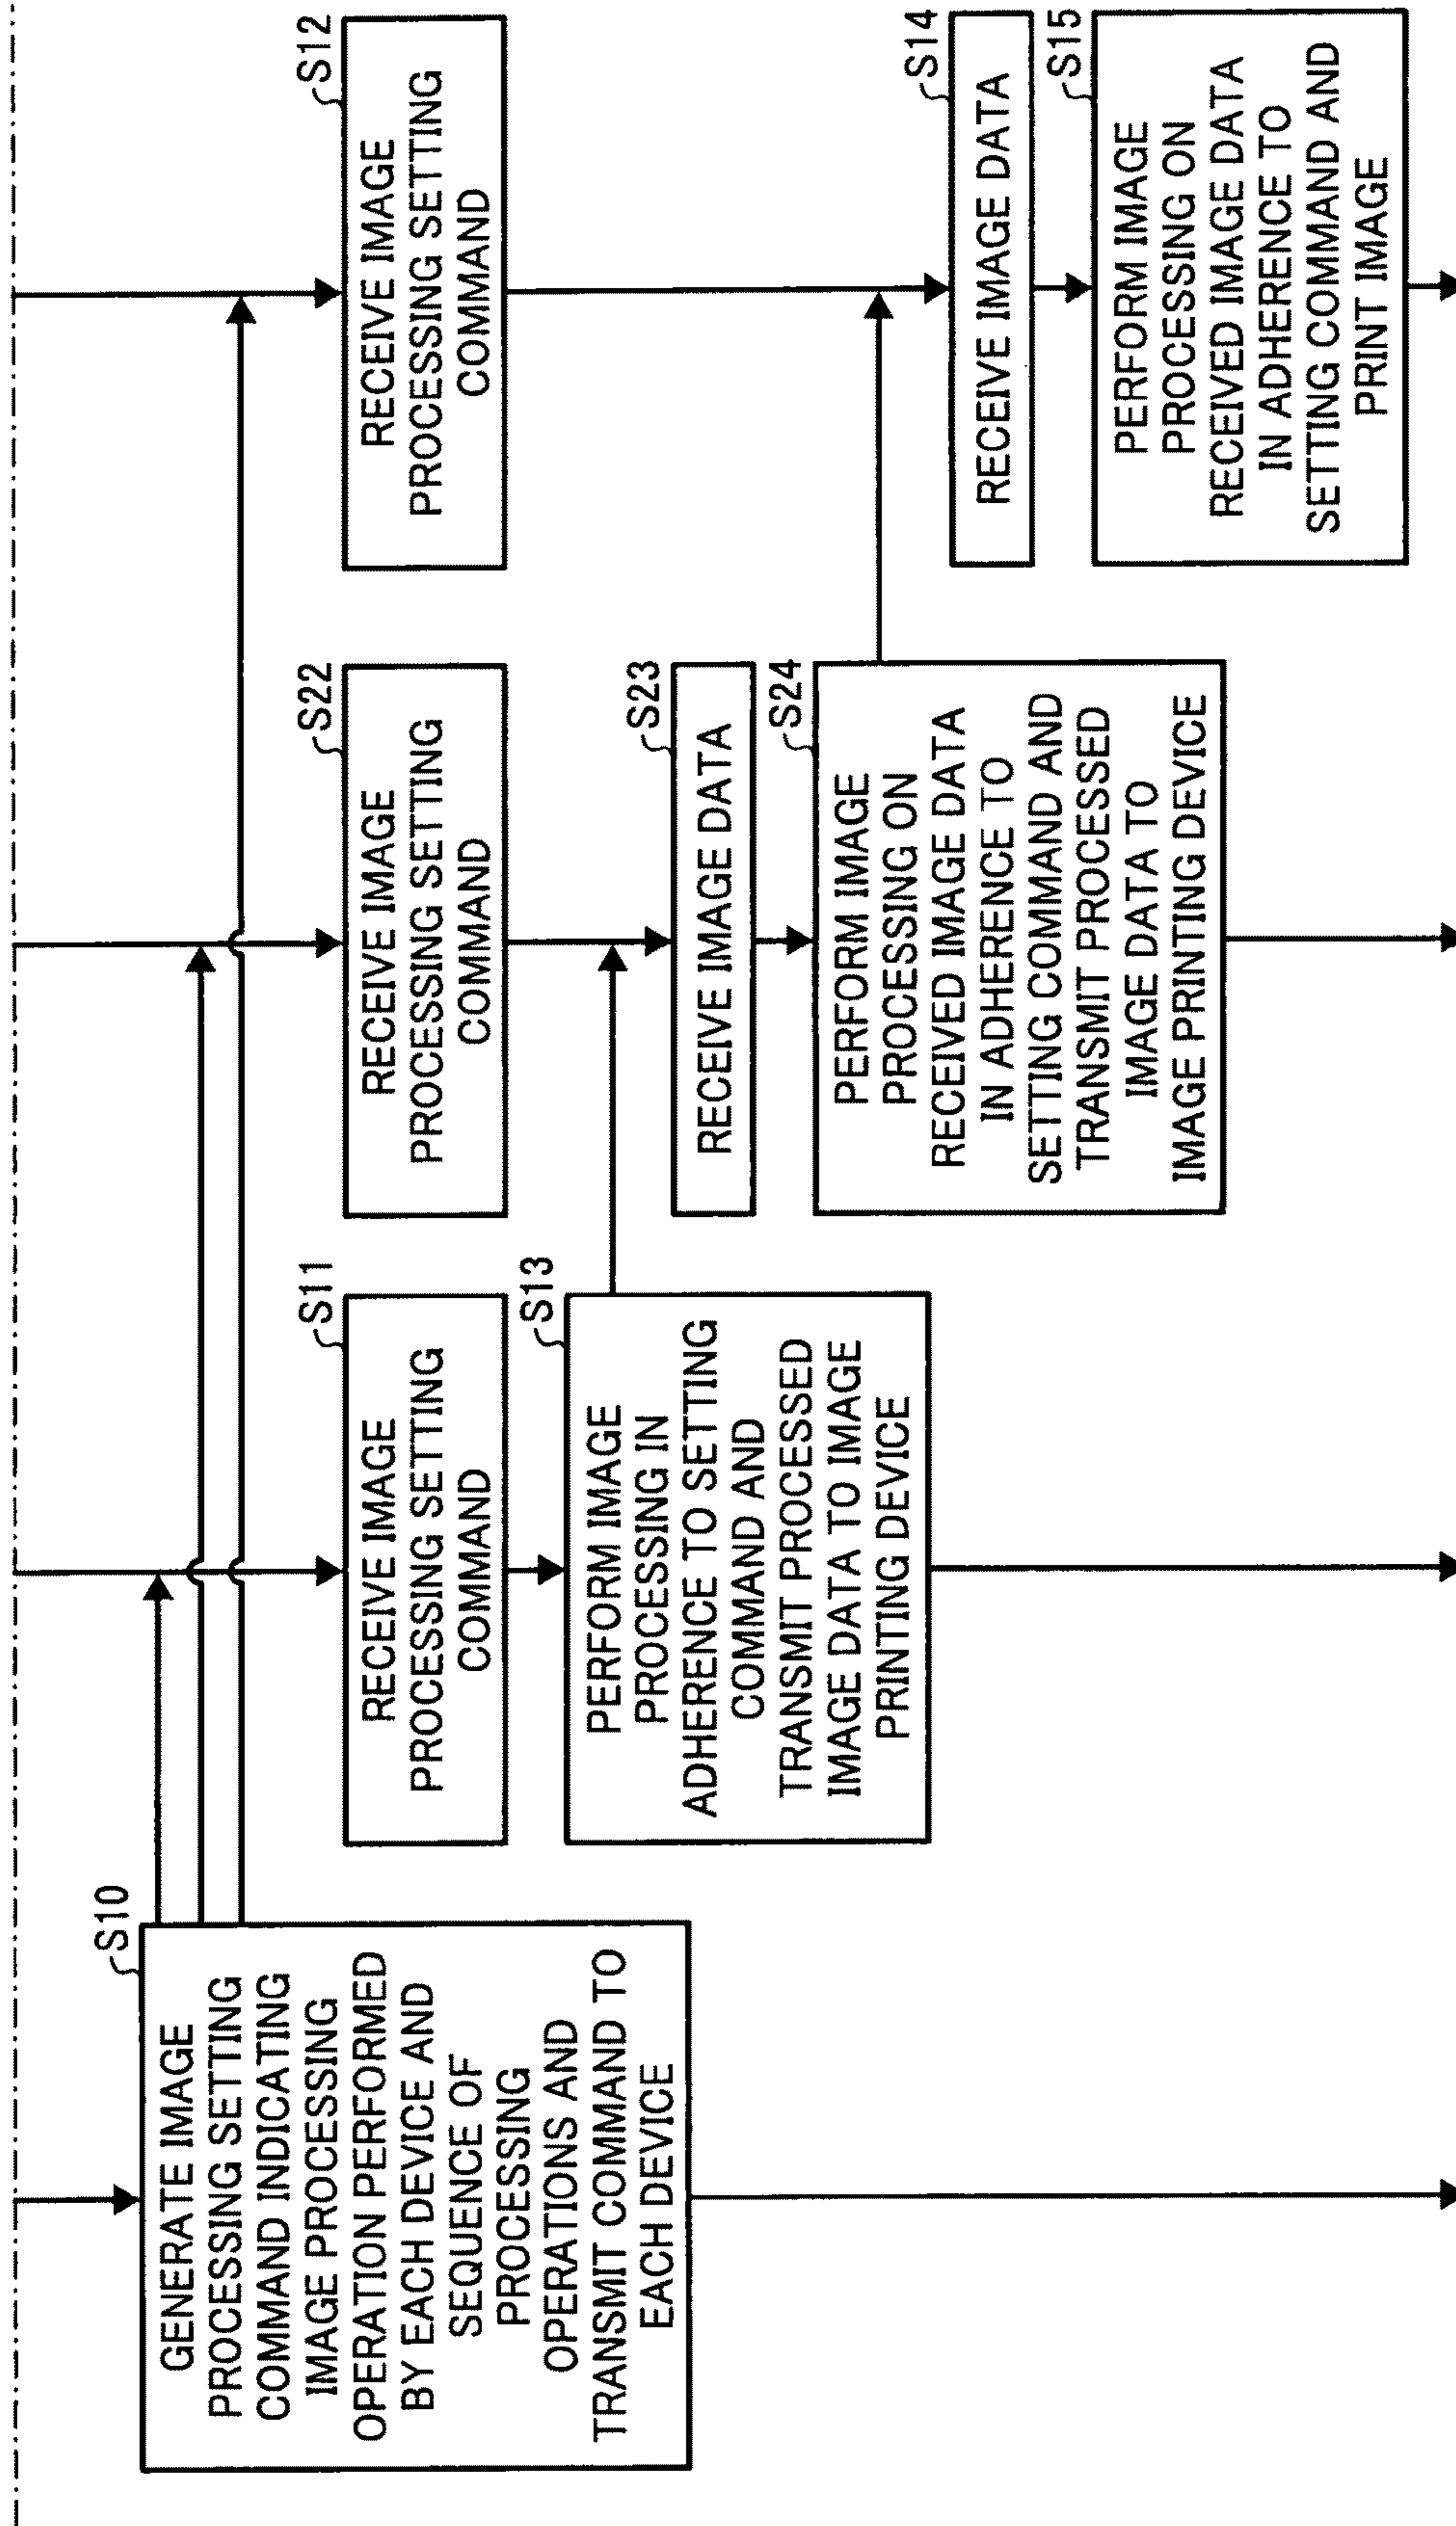 S10
GENERATE IMAGE
PROCESSING SETTING
COMMAND INDICATING
IMAGE PROCESSING
OPERATION PERFORMED
BY EACH DEVICE AND
SEQUENCE OF
PROCESSING
OPERATIONS AND
TRANSMIT COMMAND TO
EACH DEVICE
S11
RECEIVE IMAGE
PROCESSING SETTING
COMMAND
S13
PERFORM IMAGE
PROCESSING IN
ADHERENCE TO SETTING
COMMAND AND
TRANSMIT PROCESSED
IMAGE DATA TO IMAGE
PRINTING DEVICE
S22
RECEIVE IMAGE
PROCESSING SETTING
COMMAND
S23
RECEIVE IMAGE DATA
S24
PERFORM IMAGE
PROCESSING ON
RECEIVED IMAGE DATA
IN ADHERENCE TO
SETTING COMMAND AND
TRANSMIT PROCESSED
IMAGE DATA TO
IMAGE PRINTING DEVICE
S12
RECEIVE IMAGE
PROCESSING SETTING
COMMAND
S14
RECEIVE IMAGE DATA
S15
PERFORM IMAGE
PROCESSING ON
RECEIVED IMAGE DATA
IN ADHERENCE TO
SETTING COMMAND AND
PRINT IMAGE